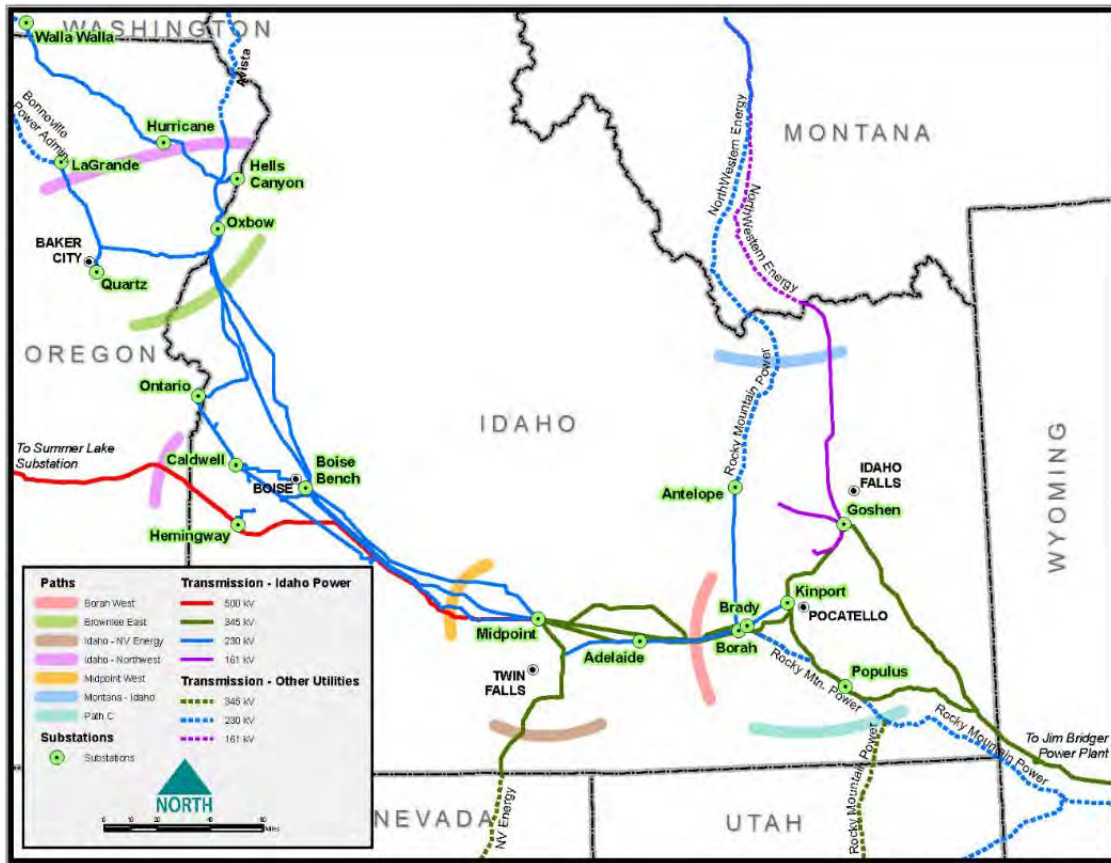 WASHINGTON
Walla Walla
Avista
Bonneville
Power Admin
Hurricane
LaGrande
Hells
Canyon
Oxbow
BAKER
CITY
Quartz
OREGON
Ontario
To Summer Lake
Substation
Caldwell
BOISE
Boise
Bench
Hemingway
IDAHO
MONTANA
NorthWestern Energy
NorthWestern Energy
Rocky Mountain Power
Antelope
IDAHO
FALLS
Goshen
WYOMING
Kinport
Brady
POCATELLO
Borah
Midpoint
Adelaide
TWIN
FALLS
Populus
Rocky Mtn. Power
Rocky Mountain Power
Rocky Mountain Power
To Jim Bridger
Power Plant
NV Energy
NEVADA
UTAH
Paths
Borah West
Brownlee East
Idaho - NV Energy
Idaho - Northwest
Midpoint West
Montana - Idaho
Path C
Substations
Substations
Transmission - Idaho Power
500 kV
345 kV
230 kV
161 kV
Transmission - Other Utilities
345 kV
230 kV
161 kV
NORTH
Miles